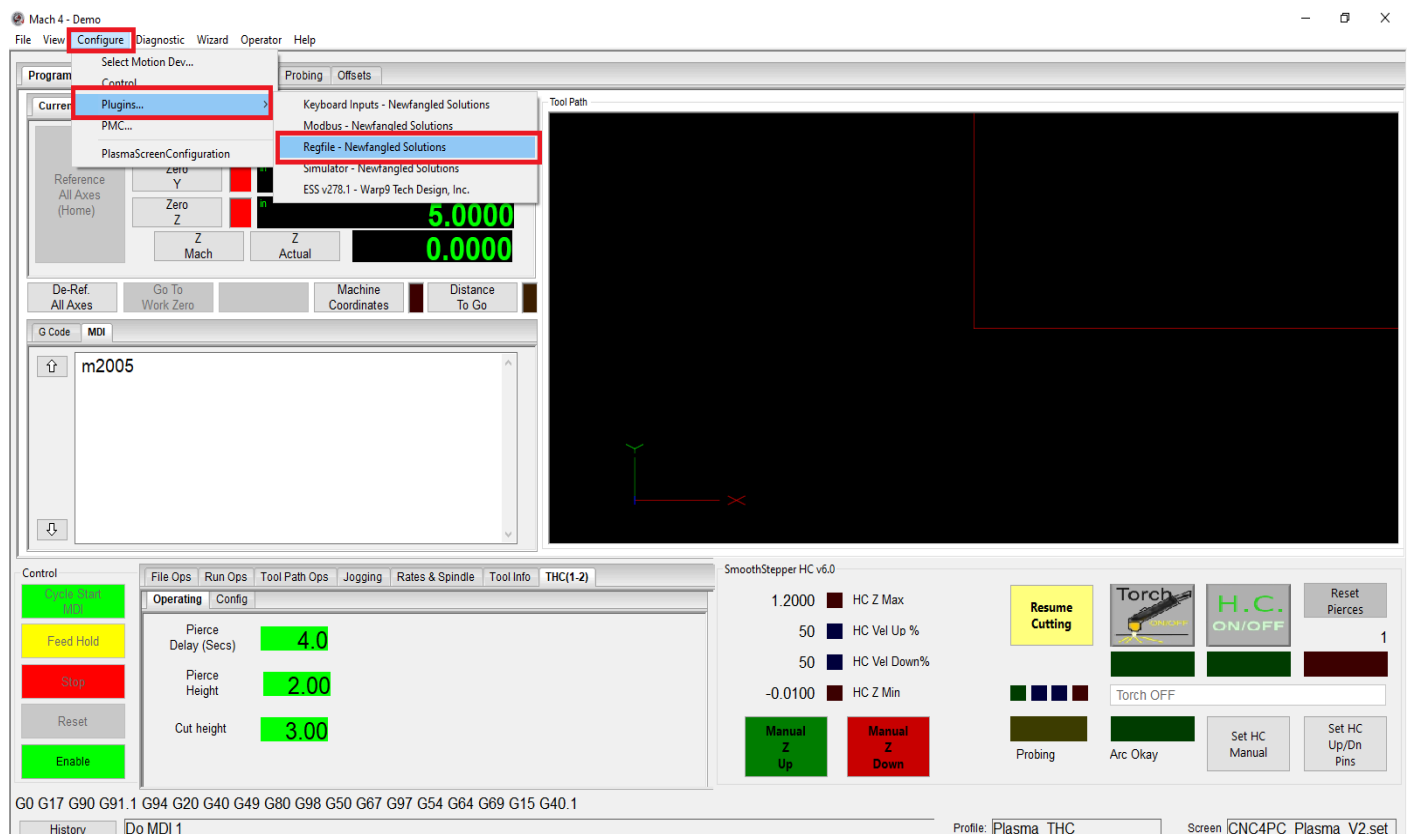 Mach 4 - Demo
File View Configure Diagnostic Wizard Operator Help
Select Motion Dev...
Control
Plugins...
PMC...
PlasmaScreenConfiguration
Keyboard Inputs - Newfangled Solutions
Modbus - Newfangled Solutions
Regfile - Newfangled Solutions
Simulator - Newfangled Solutions
ESS v278.1 - Warp9 Tech Design, Inc.
Program
Probing Offsets
Curren
Tool Path
Reference
All Axes
(Home)
Zero
Y
in
Zero
Z
in
5.0000
Z
Mach
Z
Actual
0.0000
De-Ref.
All Axes
Go To
Work Zero
Machine
Coordinates
Distance
To Go
G Code MDI
m2005
Control
Cycle Start
MDI
Feed Hold
Stop
Reset
Enable
File Ops Run Ops Tool Path Ops Jogging Rates & Spindle Tool Info THC(1-2)
Operating Config
Pierce
Delay (Secs)
4.0
Pierce
Height
2.00
Cut height
3.00
SmoothStepper HC v6.0
1.2000 HC Z Max
50 HC Vel Up %
50 HC Vel Down%
-0.0100 HC Z Min
Manual
Z
Up
Manual
Z
Down
Resume
Cutting
Torch
ON/OFF
H.C.
ON/OFF
Reset
Pierces
1
Torch OFF
Probing
Arc Okay
Set HC
Manual
Set HC
Up/Dn
Pins
G0 G17 G90 G91.1 G94 G20 G40 G49 G80 G98 G50 G67 G97 G54 G64 G69 G15 G40.1
History Do MDI 1
Profile: Plasma_THC
Screen CNC4PC_Plasma_V2.set